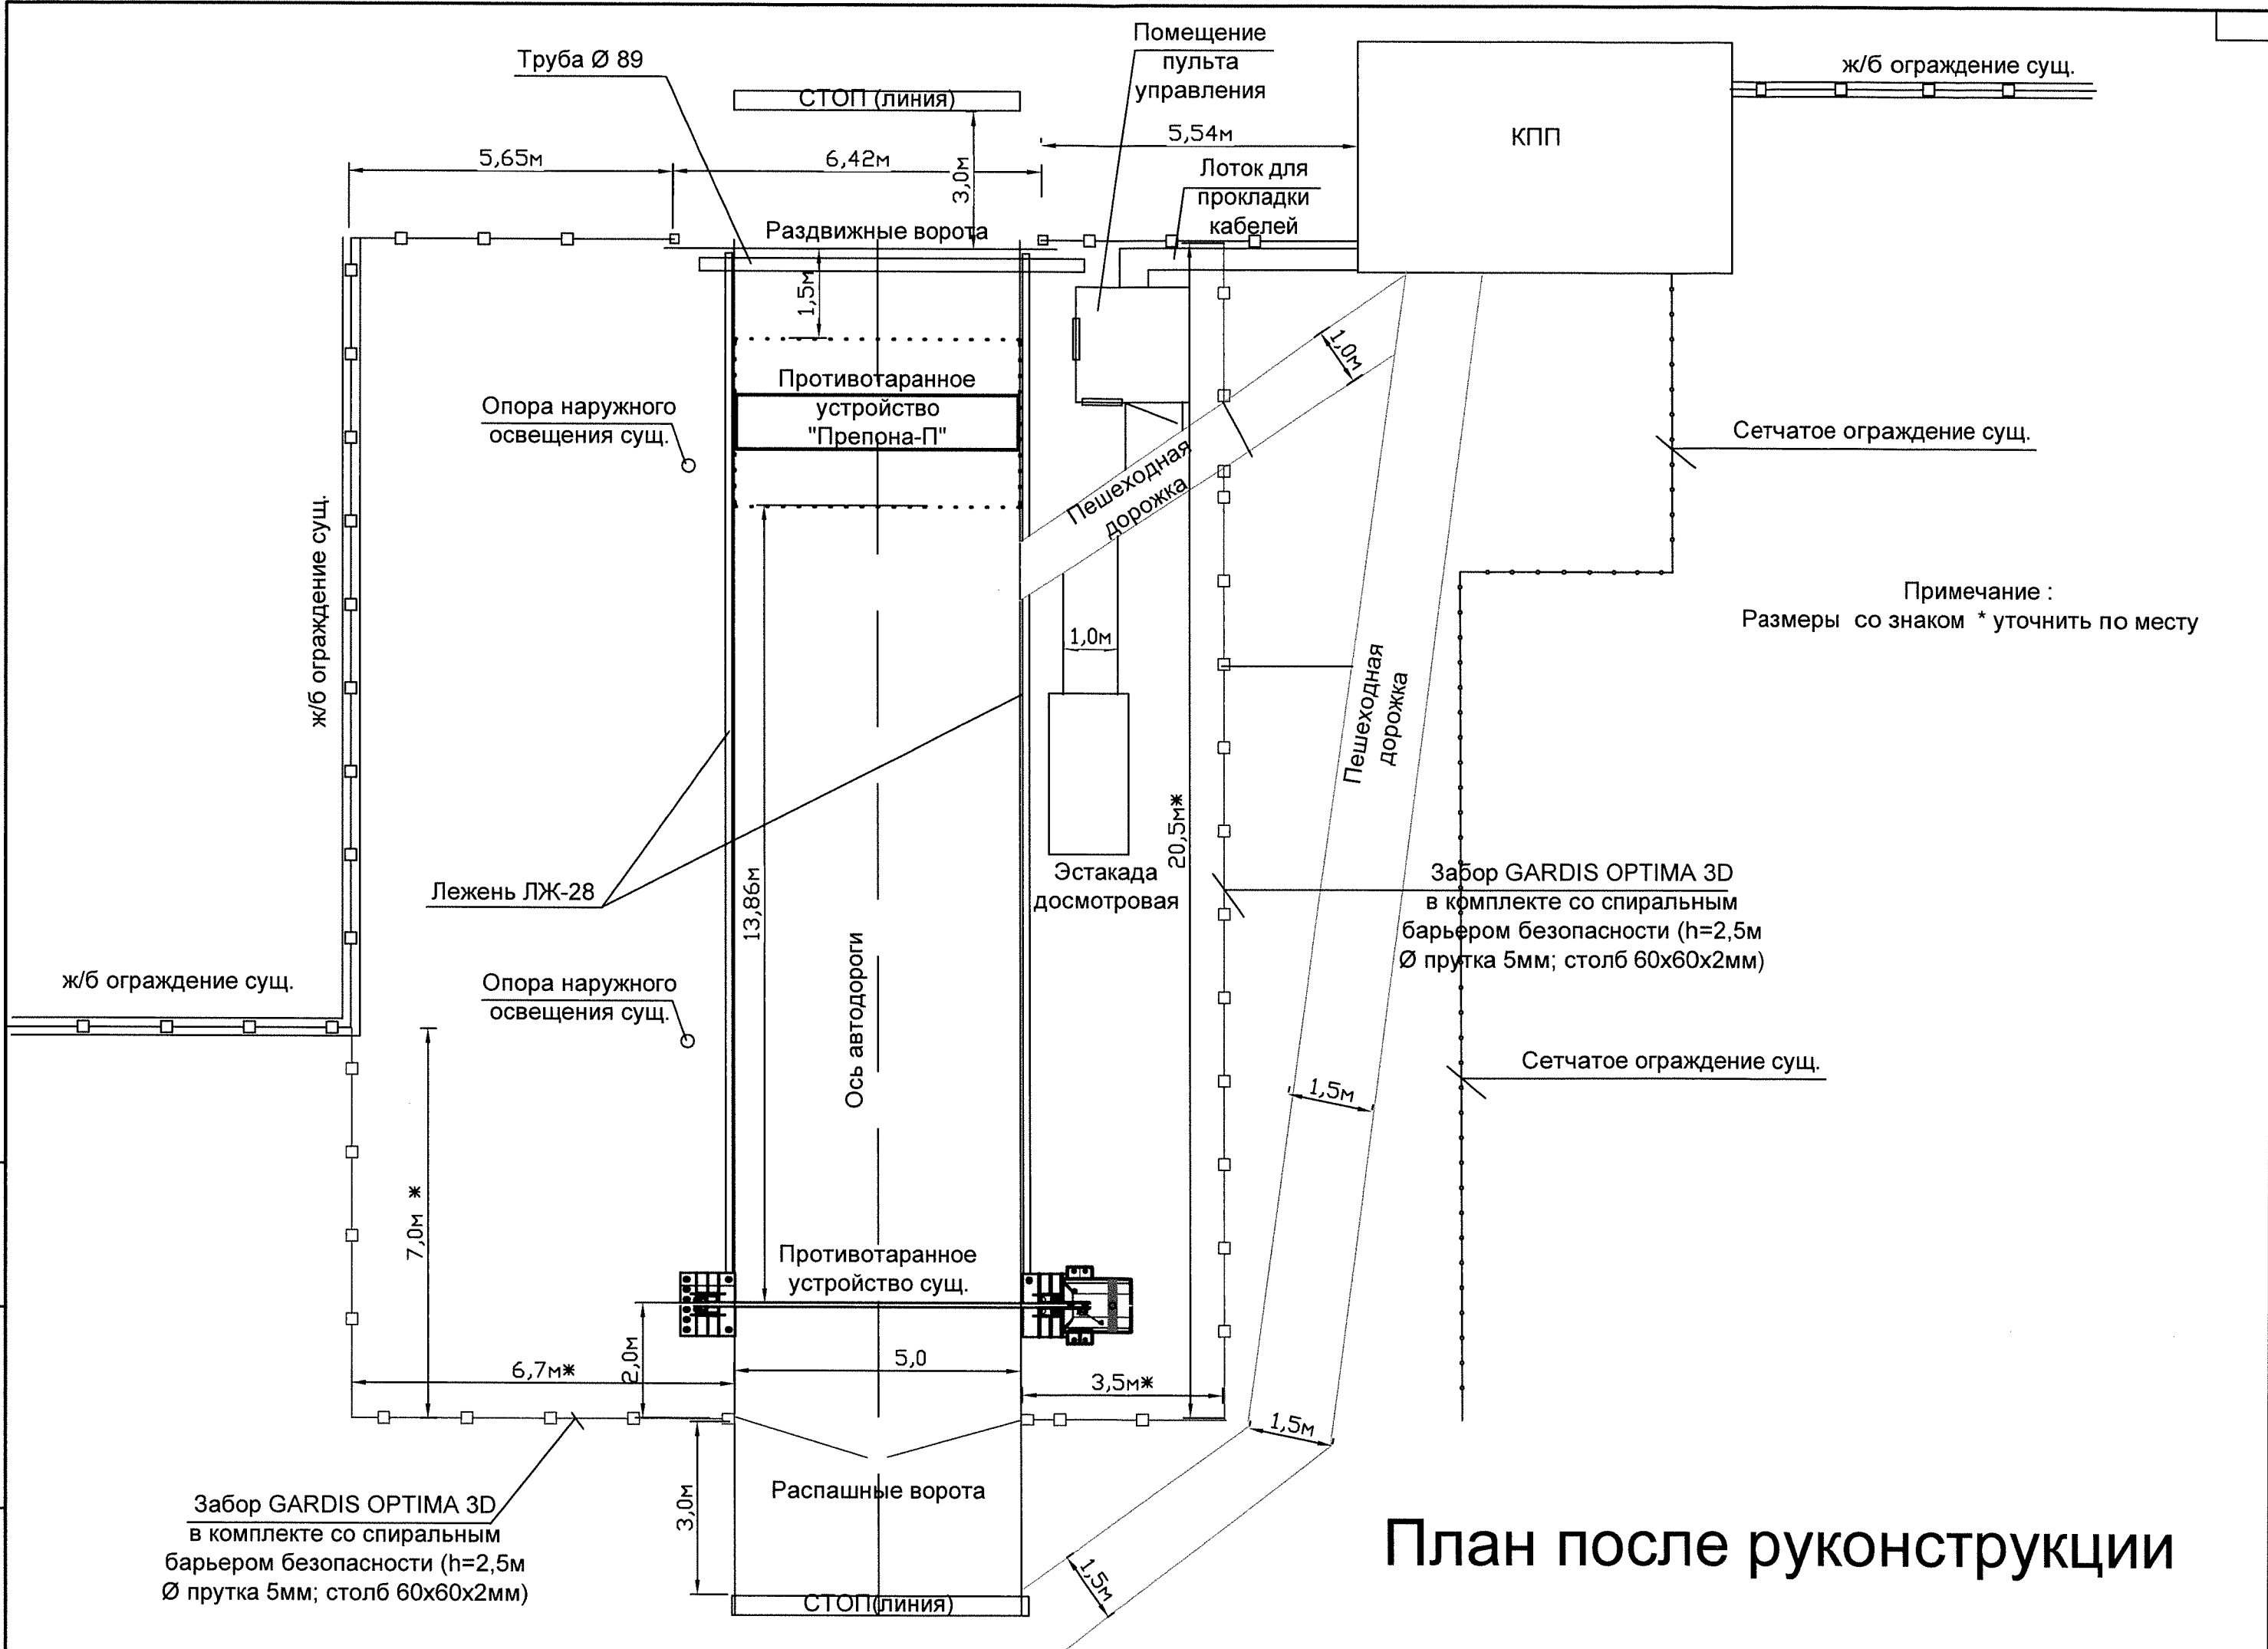 Труба Ø 89
СТОП (линия)
Помещение
пульта
управления
ж/б ограждение сущ.
КПП
5,65м
6,42м
3,0м
5,54м
Лоток для
прокладки
кабелей
Раздвижные ворота
1,5м
1,0м
Противотаранное
устройство
"Препона-П"
Опора наружного
освещения сущ.
Пешеходная
дорожка
Сетчатое ограждение сущ.
ж/б ограждение сущ.
Примечание :
Размеры со знаком * уточнить по месту
1,0м
Пешеходная
дорожка
Лежень ЛЖ-28
13,86м
Эстакада
досмотровая
20,5м*
Забор GARDIS OPTIMA 3D
в комплекте со спиральным
барьером безопасности (h=2,5м
Ø прутка 5мм; столб 60х60х2мм)
ж/б ограждение сущ.
Опора наружного
освещения сущ.
Ось автодороги
Сетчатое ограждение сущ.
1,5м
7,0м *
Противотаранное
устройство сущ.
6,7м*
2,0м
5,0
3,5м*
1,5м
Распашные ворота
3,0м
Забор GARDIS OPTIMA 3D
в комплекте со спиральным
барьером безопасности (h=2,5м
Ø прутка 5мм; столб 60х60х2мм)
План после руконструкции
1,5м
СТОП(линия)